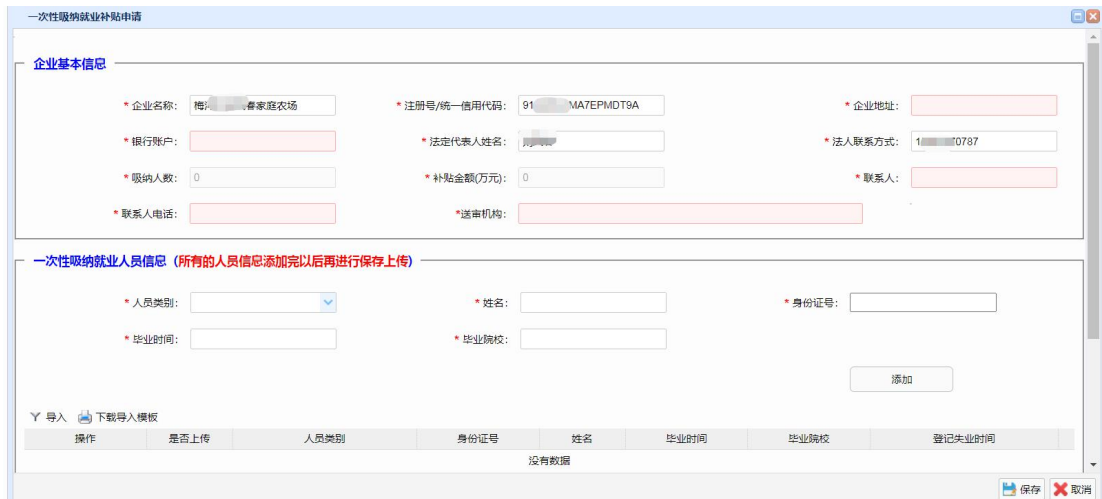 一次性吸纳就业补贴申请
企业基本信息
* 企业名称: 梅 春家庭农场 * 注册号/统一信用代码: 91 MA7EPMDT9A * 企业地址:
* 银行账户: * 法定代表人姓名: * 法人联系方式: 1 0787
* 吸纳人数: 0 * 补贴金额(万元): 0 * 联系人:
* 联系人电话: *送审机构:
一次性吸纳就业人员信息（所有的人员信息添加完以后再进行保存上传）
* 人员类别: * 姓名: * 身份证号:
* 毕业时间: * 毕业院校:
添加
导入 下载导入模板
操作 是否上传 人员类别 身份证号 姓名 毕业时间 毕业院校 登记失业时间
没有数据
保存 取消